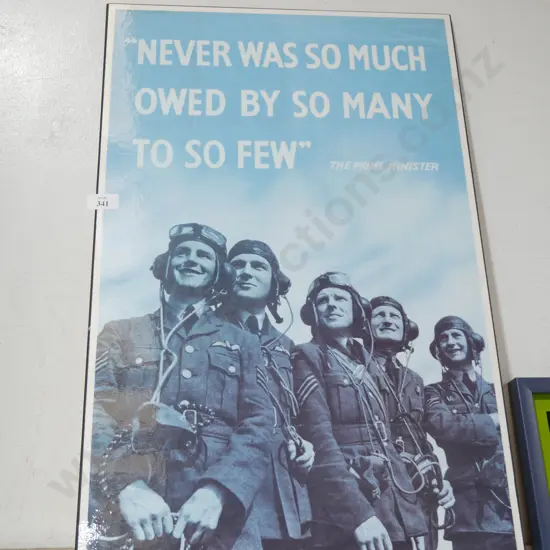 "NEVER WAS SO MUCH
OWED BY SO MANY
TO SO FEW"
THE PRIME MINISTER
341